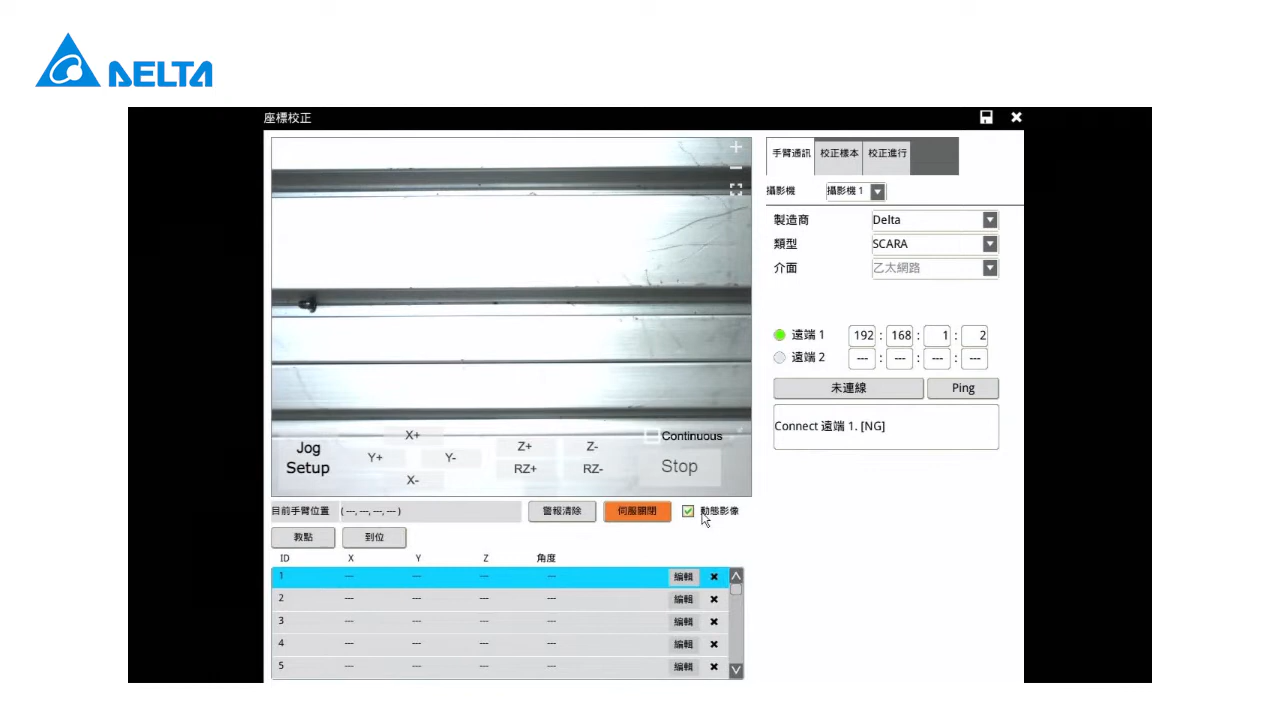 DELTA
座標校正
手臂通訊 校正樣本 校正進行
攝影機 攝影機 1
製造商 Delta
類型 SCARA
介面 乙太網路
遠端 1 192 : 168 : 1 : 2
遠端 2 --- : --- : --- : ---
未連線 Ping
Connect 遠端 1. [NG]
Jog Setup
X+
Y+ Y-
X-
Z+ Z-
RZ+ RZ-
Continuous
Stop
目前手臂位置 ( ---, ---, ---, --- ) 警報清除 伺服關閉 動態影像
教點 到位
ID X Y Z 角度
1 --- --- --- --- 編輯
2 --- --- --- --- 編輯
3 --- --- --- --- 編輯
4 --- --- --- --- 編輯
5 --- --- --- --- 編輯